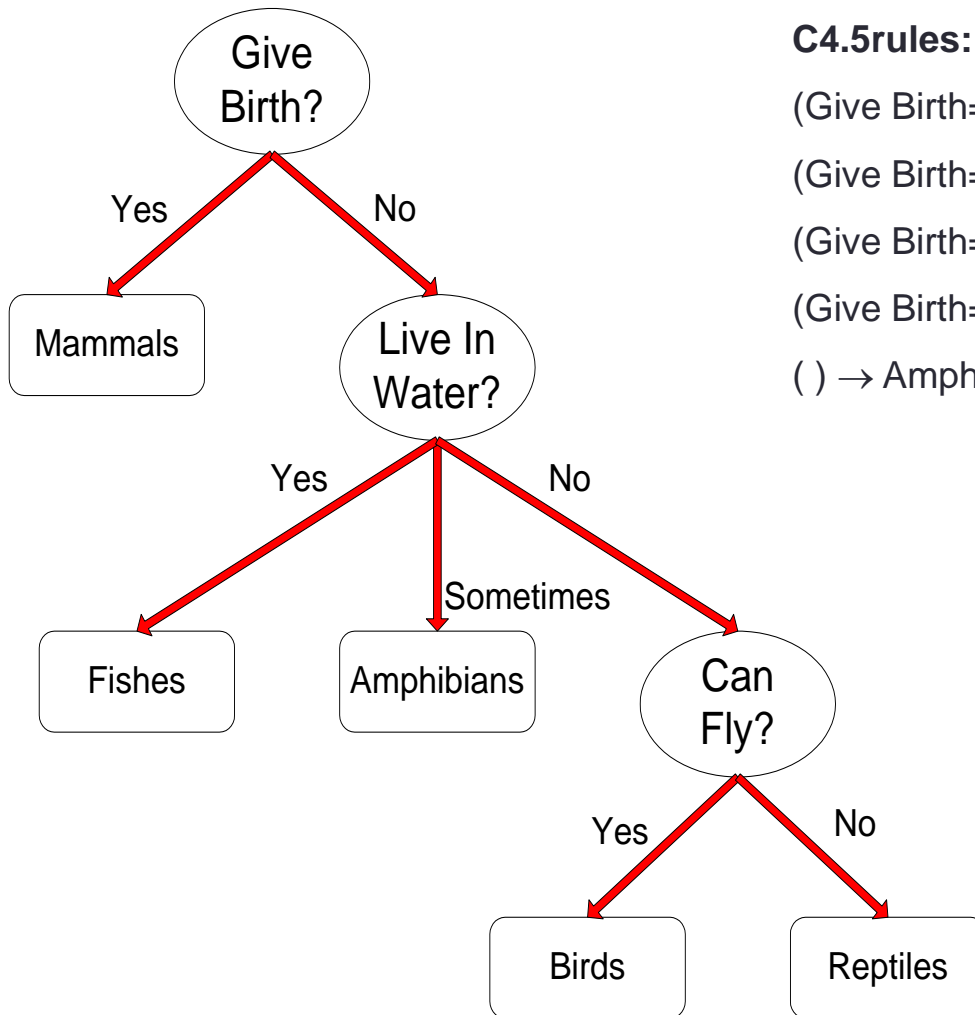 Give
Birth?
Yes
No
Mammals
Live In
Water?
Yes
Sometimes
No
Fishes
Amphibians
Can
Fly?
Yes
No
Birds
Reptiles
C4.5rules:
(Give Birth=
(Give Birth=
(Give Birth=
(Give Birth=
( ) → Amph